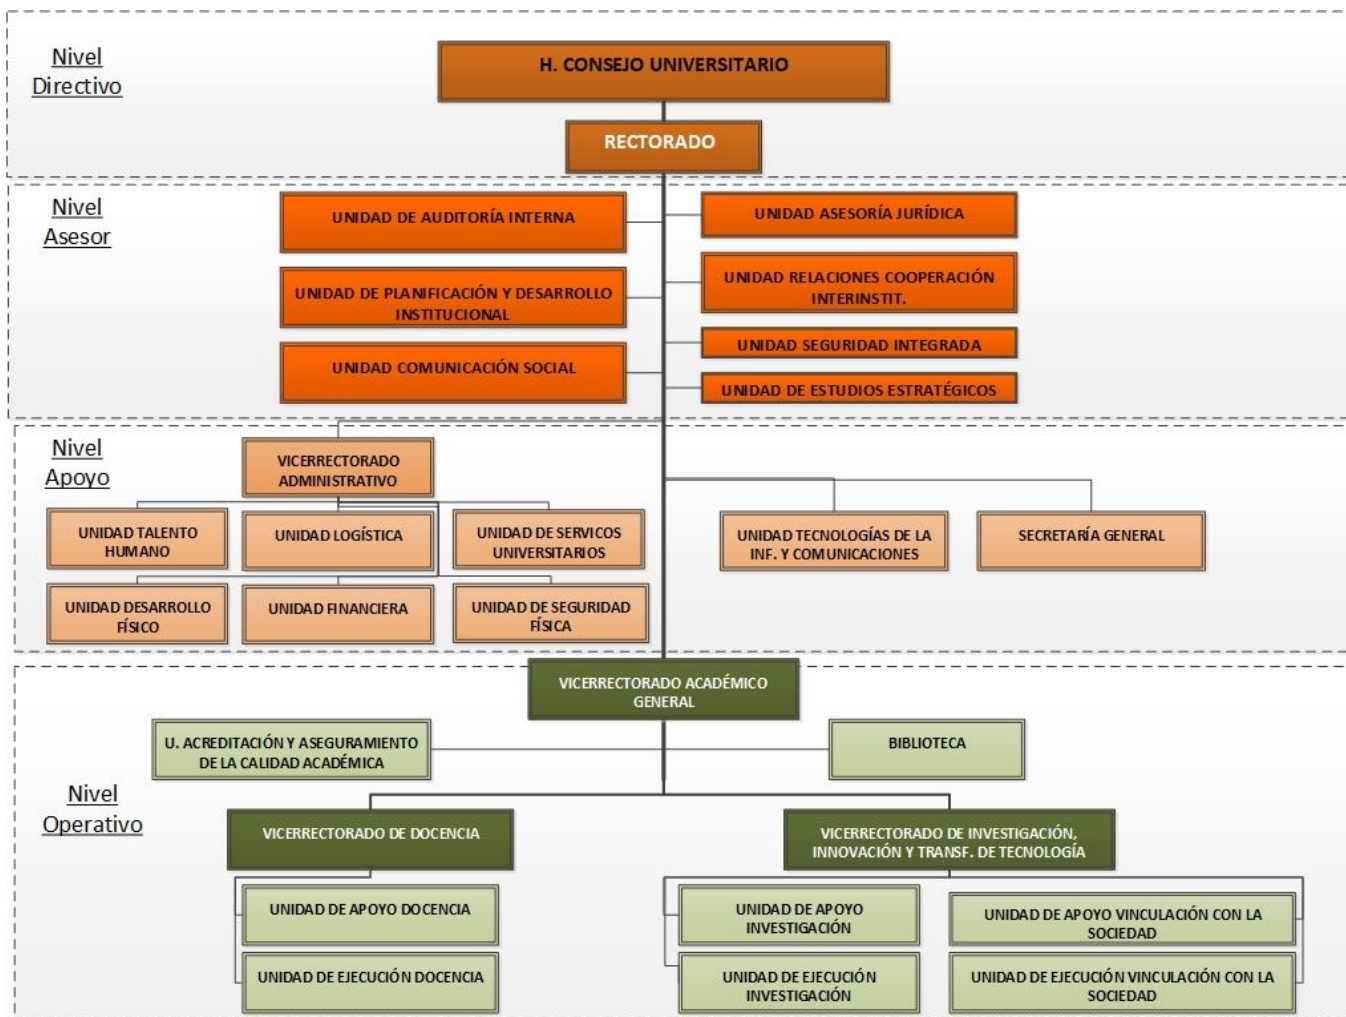 Nivel
Directivo
H. CONSEJO UNIVERSITARIO
RECTORADO
Nivel
Asesor
UNIDAD DE AUDITORÍA INTERNA
UNIDAD ASESORÍA JURÍDICA
UNIDAD DE PLANIFICACIÓN Y DESARROLLO
INSTITUCIONAL
UNIDAD RELACIONES COOPERACIÓN
INTERINSTIT.
UNIDAD COMUNICACIÓN SOCIAL
UNIDAD SEGURIDAD INTEGRADA
UNIDAD DE ESTUDIOS ESTRATÉGICOS
Nivel
Apoyo
VICERRECTORADO
ADMINISTRATIVO
UNIDAD TALENTO
HUMANO
UNIDAD LOGÍSTICA
UNIDAD DE SERVICOS
UNIVERSITARIOS
UNIDAD TECNOLOGÍAS DE LA
INF. Y COMUNICACIONES
SECRETARÍA GENERAL
UNIDAD DESARROLLO
FÍSICO
UNIDAD FINANCIERA
UNIDAD DE SEGURIDAD
FÍSICA
VICERRECTORADO ACADÉMICO
GENERAL
U. ACREDITACIÓN Y ASEGURAMIENTO
DE LA CALIDAD ACADÉMICA
BIBLIOTECA
Nivel
Operativo
VICERRECTORADO DE DOCENCIA
VICERRECTORADO DE INVESTIGACIÓN,
INNOVACIÓN Y TRANSF. DE TECNOLOGÍA
UNIDAD DE APOYO DOCENCIA
UNIDAD DE APOYO
INVESTIGACIÓN
UNIDAD DE APOYO VINCULACIÓN CON LA
SOCIEDAD
UNIDAD DE EJECUCIÓN DOCENCIA
UNIDAD DE EJECUCIÓN
INVESTIGACIÓN
UNIDAD DE EJECUCIÓN VINCULACIÓN CON LA
SOCIEDAD